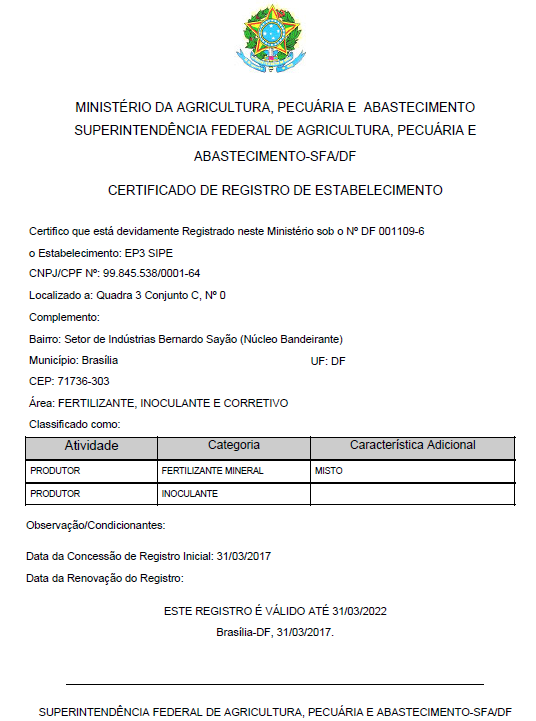 MINISTÉRIO DA AGRICULTURA, PECUÁRIA E ABASTECIMENTO
SUPERINTENDÊNCIA FEDERAL DE AGRICULTURA, PECUÁRIA E
ABASTECIMENTO-SFA/DF
CERTIFICADO DE REGISTRO DE ESTABELECIMENTO
Certifico que está devidamente Registrado neste Ministério sob o Nº DF 001109-6
o Estabelecimento: EP3 SIPE
CNPJ/CPF Nº: 99.845.538/0001-64
Localizado a: Quadra 3 Conjunto C, Nº 0
Complemento:
Bairro: Setor de Indústrias Bernardo Sayão (Núcleo Bandeirante)
Município: Brasília UF: DF
CEP: 71736-303
Área: FERTILIZANTE, INOCULANTE E CORRETIVO
Classificado como:
Atividade Categoria Característica Adicional
PRODUTOR FERTILIZANTE MINERAL MISTO
PRODUTOR INOCULANTE
Observação/Condicionantes:
Data da Concessão de Registro Inicial: 31/03/2017
Data da Renovação do Registro:
ESTE REGISTRO É VÁLIDO ATÉ 31/03/2022
Brasília-DF, 31/03/2017.
SUPERINTENDÊNCIA FEDERAL DE AGRICULTURA, PECUÁRIA E ABASTECIMENTO-SFA/DF